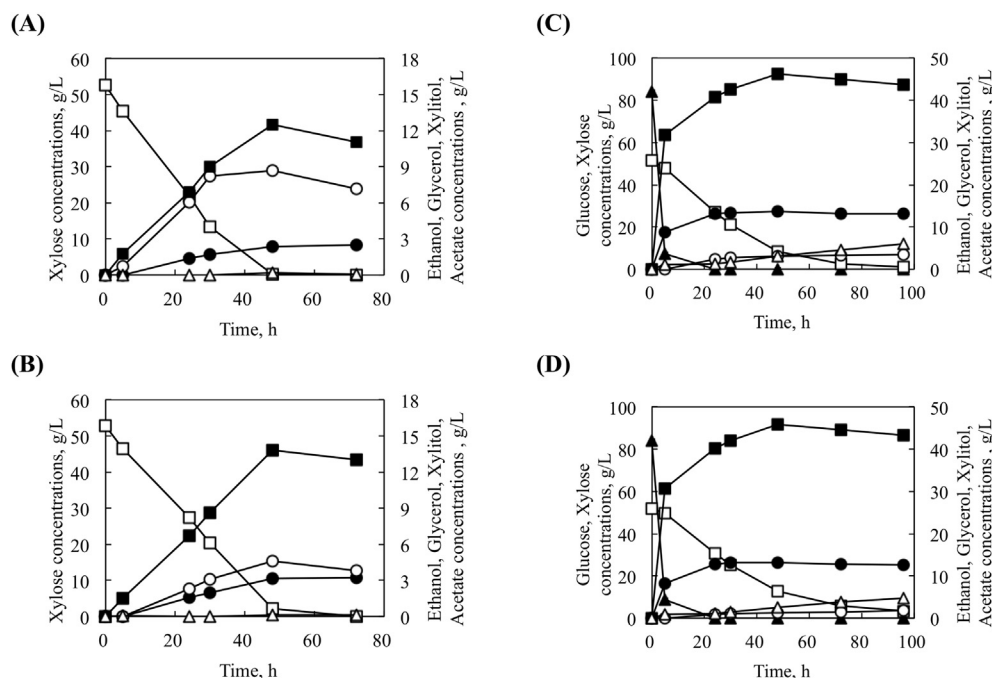 (A)
60
50
40
30
20
10
0
Xylose concentrations, g/L
18
15
12
9
6
3
0
Ethanol, Glycerol, Xylitol,
Acetate concentrations , g/L
0 20 40 60 80
Time, h
(C)
100
80
60
40
20
0
Glucose, Xylose
concentrations, g/L
50
40
30
20
10
0
Ethanol, Glycerol, Xylitol,
Acetate concentrations , g/L
0 20 40 60 80 100
Time, h
(B)
60
50
40
30
20
10
0
Xylose concentrations, g/L
18
15
12
9
6
3
0
Ethanol, Glycerol, Xylitol,
Acetate concentrations , g/L
0 20 40 60 80
Time, h
(D)
100
80
60
40
20
0
Glucose, Xylose
concentrations, g/L
50
40
30
20
10
0
Ethanol, Glycerol, Xylitol,
Acetate concentrations , g/L
0 20 40 60 80 100
Time, h